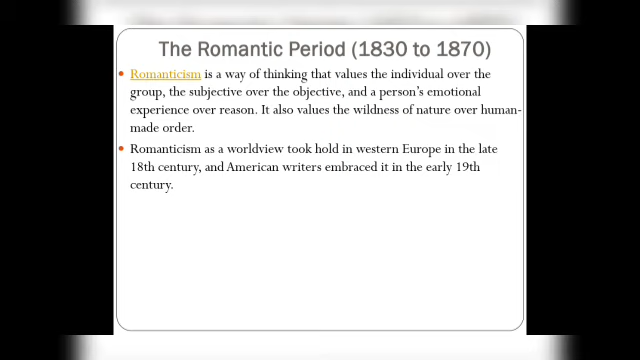 The Romantic Period (1830 to 1870)
• Romanticism is a way of thinking that values the individual over the
group, the subjective over the objective, and a person's emotional
experience over reason. It also values the wildness of nature over human-
made order.
• Romanticism as a worldview took hold in western Europe in the late
18th century, and American writers embraced it in the early 19th
century.